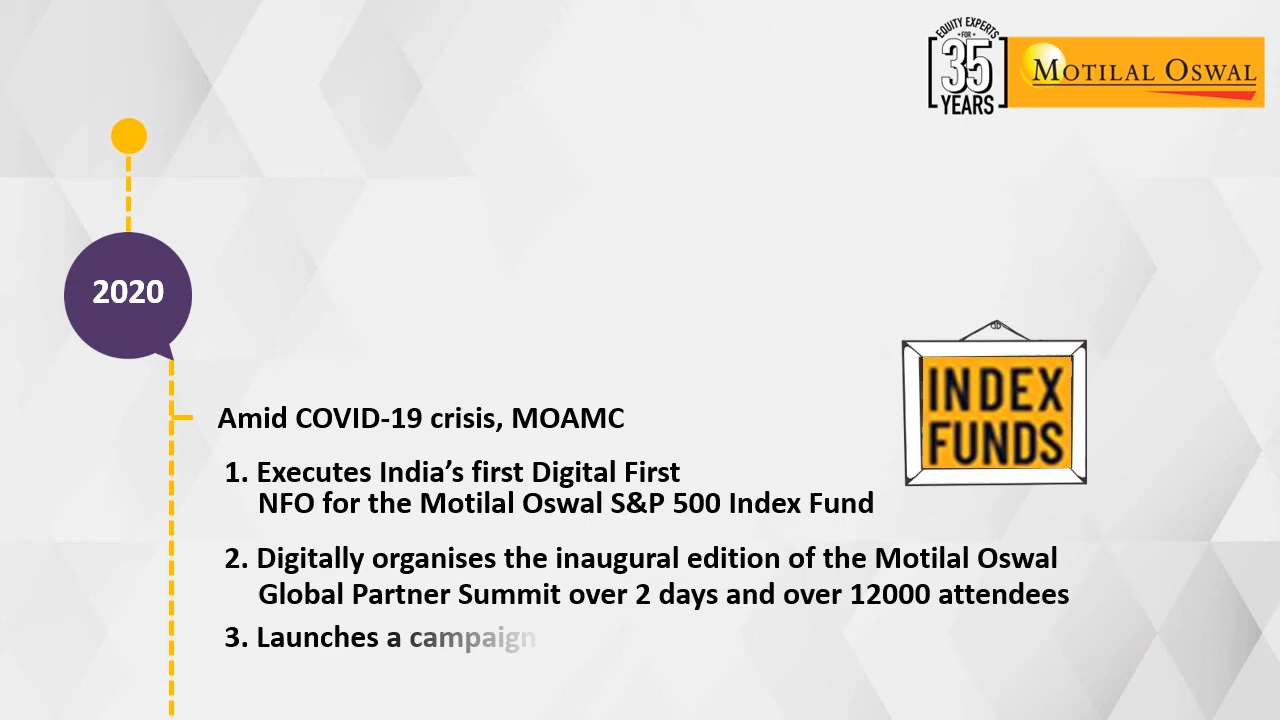 EQUITY EXPERTS
FOR
35
YEARS
MOTILAL OSWAL
2020
INDEX
FUNDS
Amid COVID-19 crisis, MOAMC
1. Executes India’s first Digital First
NFO for the Motilal Oswal S&P 500 Index Fund
2. Digitally organises the inaugural edition of the Motilal Oswal
Global Partner Summit over 2 days and over 12000 attendees
3. Launches a campaign